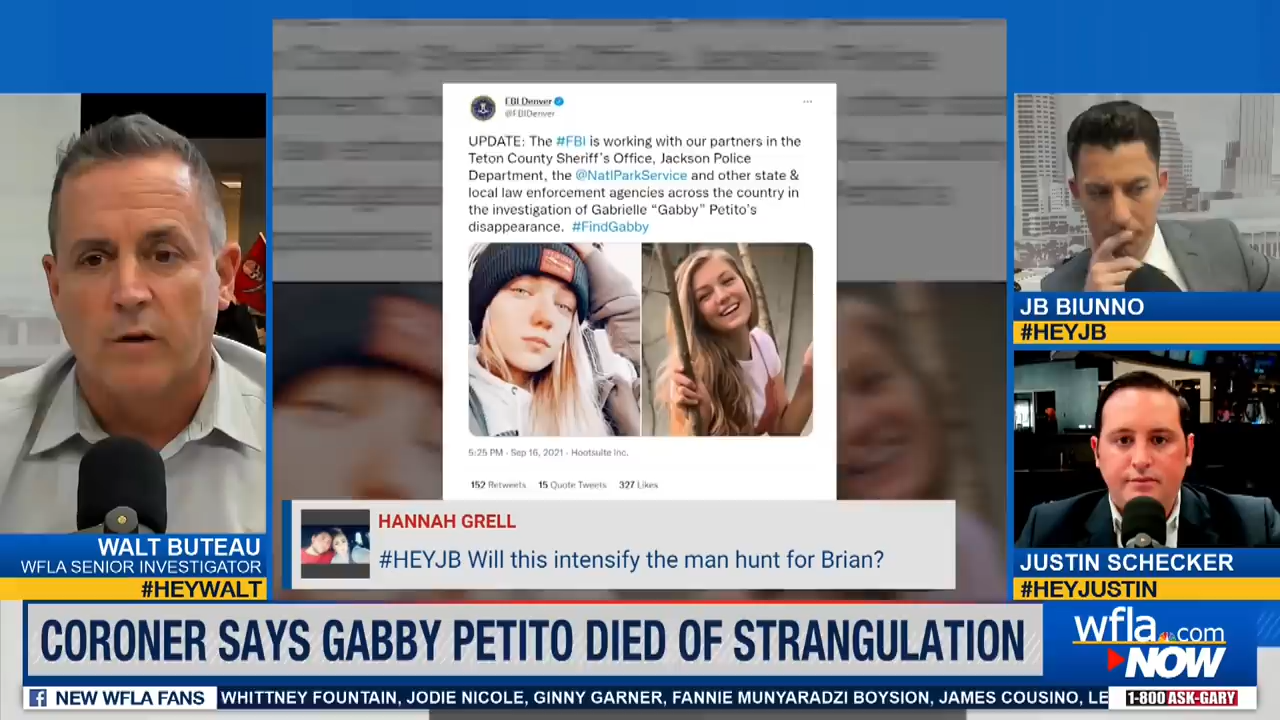 FBI Denver
@FBIDenver
UPDATE: The #FBI is working with our partners in the
Teton County Sheriff's Office, Jackson Police
Department, the @NatlParkService and other state &
local law enforcement agencies across the country in
the investigation of Gabrielle “Gabby” Petito's
disappearance. #FindGabby
5:25 PM · Sep 16, 2021 · Hootsuite Inc.
152 Retweets 15 Quote Tweets 327 Likes
WALT BUTEAU
WFLA SENIOR INVESTIGATOR
#HEYWALT
JB BIUNNO
#HEYJB
JUSTIN SCHECKER
#HEYJUSTIN
HANNAH GRELL
#HEYJB Will this intensify the man hunt for Brian?
CORONER SAYS GABBY PETITO DIED OF STRANGULATION
wfla.com
NOW
NEW WFLA FANS WHITTNEY FOUNTAIN, JODIE NICOLE, GINNY GARNER, FANNIE MUNYARADZI BOYSION, JAMES COUSINO, LE
1-800 ASK-GARY